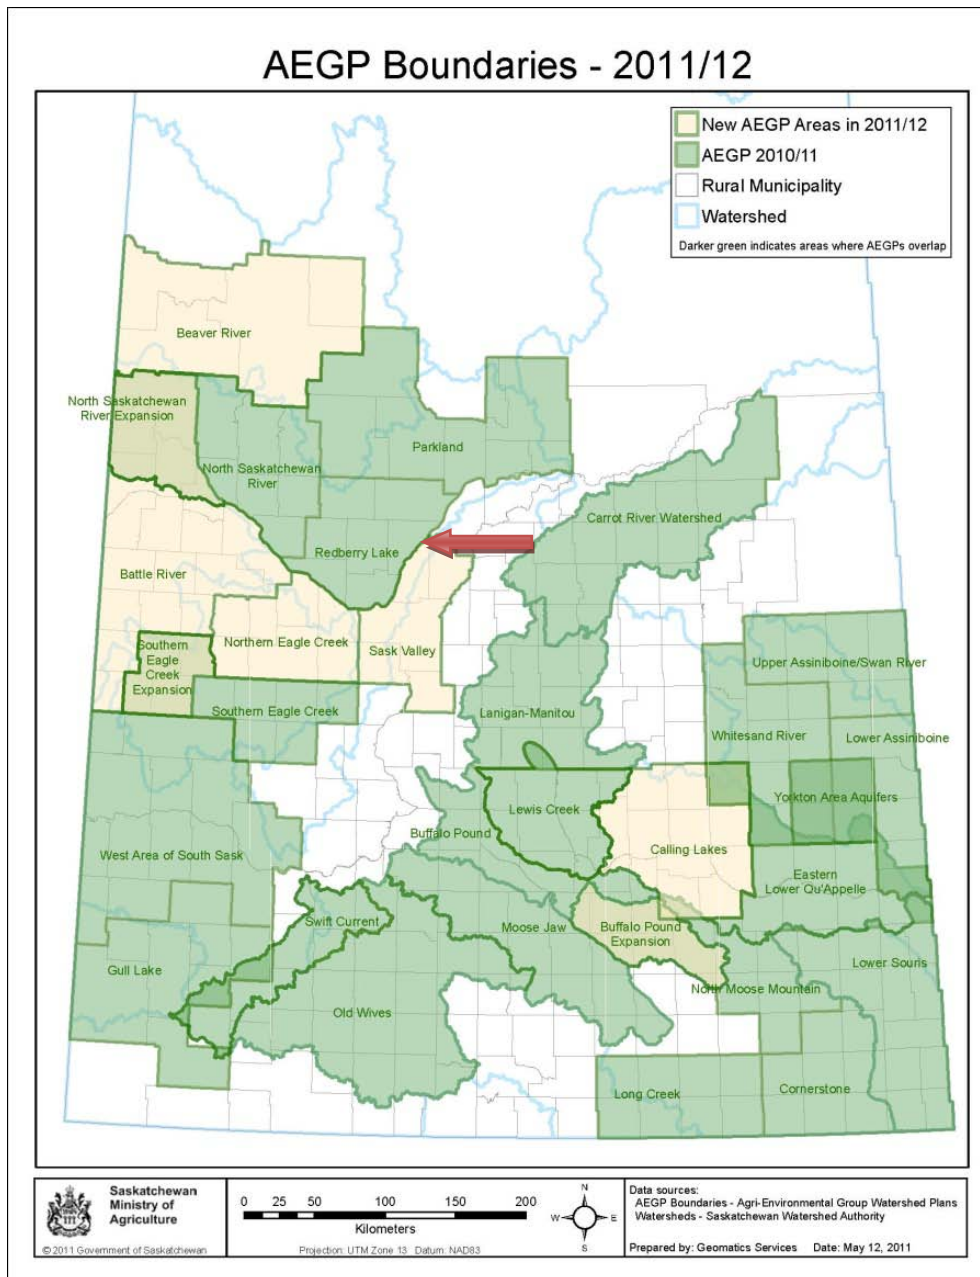 AEGP Boundaries - 2011/12
New AEGP Areas in 2011/12
AEGP 2010/11
Rural Municipality
Watershed
Darker green indicates areas where AEGPs overlap
Beaver River
North Saskatchewan
River Expansion
Parkland
North Saskatchewan
River
Carrot River Watershed
Redberry Lake
Battle River
Northern Eagle Creek
Sask Valley
Southern
Eagle
Creek
Expansion
Upper Assiniboine/Swan River
Southern Eagle Creek
Lanigan-Manitou
Whitesand River
Lower Assiniboine
Yorkton Area Aquifers
Lewis Creek
Buffalo Pound
Calling Lakes
West Area of South Sask
Eastern
Lower Qu'Appelle
Swift Current
Moose Jaw
Buffalo Pound
Expansion
Gull Lake
Lower Souris
North Moose Mountain
Old Wives
Long Creek
Cornerstone
Saskatchewan
Ministry of
Agriculture
© 2011 Government of Saskatchewan
0 25 50 100 150 200
Kilometers
Projection: UTM Zone 13 Datum: NAD83
N
W E
S
Data sources:
AEGP Boundaries - Agri-Environmental Group Watershed Plans
Watersheds - Saskatchewan Watershed Authority
Prepared by: Geomatics Services Date: May 12, 2011